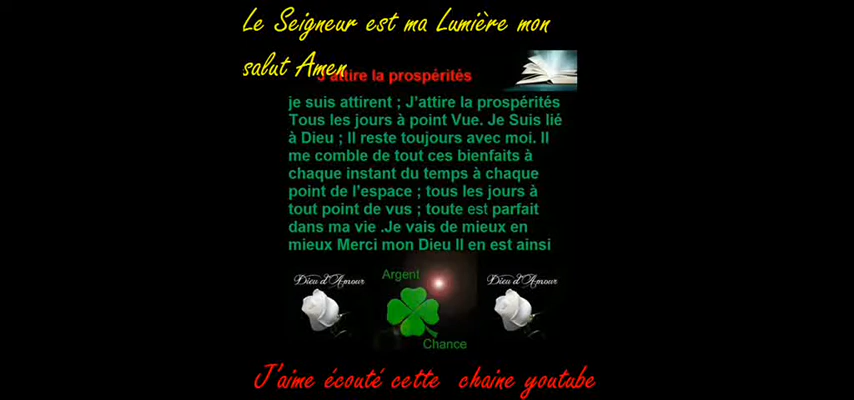 Le Seigneur est ma Lumière mon
salut Amen
J'attire la prospérités
je suis attirent ; J'attire la prospérités
Tous les jours à point Vue. Je Suis lié
à Dieu ; Il reste toujours avec moi. Il
me comble de tout ces bienfaits à
chaque instant du temps à chaque
point de l'espace ; tous les jours à
tout point de vus ; toute est parfait
dans ma vie .Je vais de mieux en
mieux Merci mon Dieu Il en est ainsi
Argent
Dieu d'Amour
Dieu d'Amour
Chance
J'aime écouté cette chaine youtube